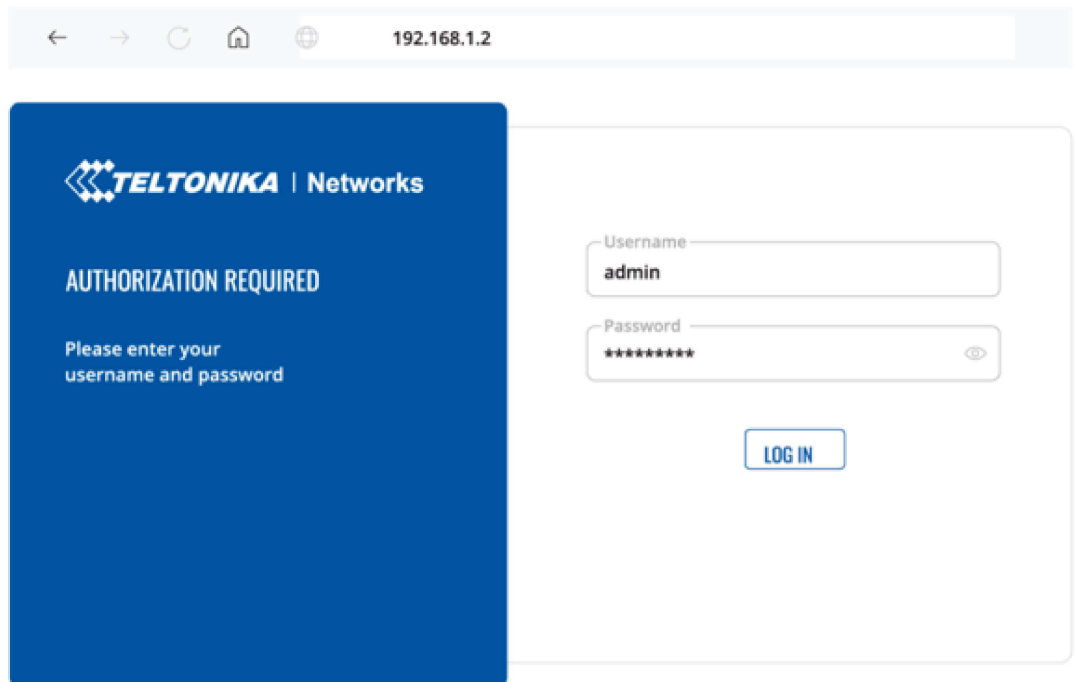 192.168.1.2
TELTONIKA | Networks
AUTHORIZATION REQUIRED
Please enter your
username and password
Username
admin
Password
*********
LOG IN